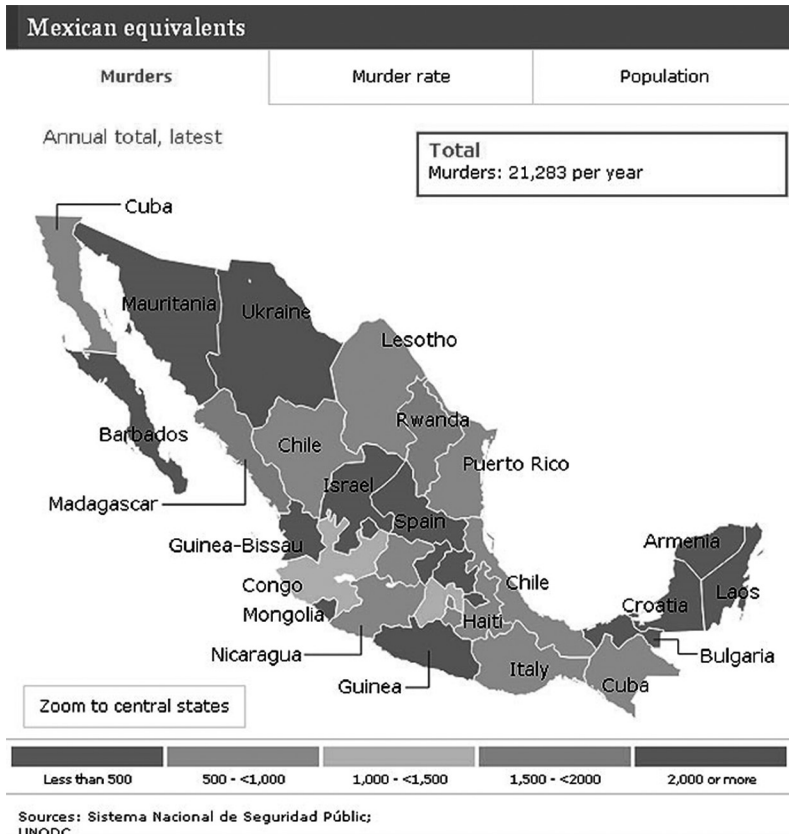 Mexican equivalents
Murders
Murder rate
Population
Annual total, latest
Total
Murders: 21,283 per year
Cuba
Mauritania
Ukraine
Lesotho
Rwanda
Barbados
Chile
Puerto Rico
Israel
Madagascar
Spain
Guinea-Bissau
Armenia
Congo
Chile
Laos
Croatia
Mongolia
Haiti
Nicaragua
Bulgaria
Italy
Guinea
Cuba
Zoom to central states
Less than 500
500 - <1,000
1,000 - <1,500
1,500 - <2000
2,000 or more
Sources: Sistema Nacional de Seguridad Públic;
UNODC